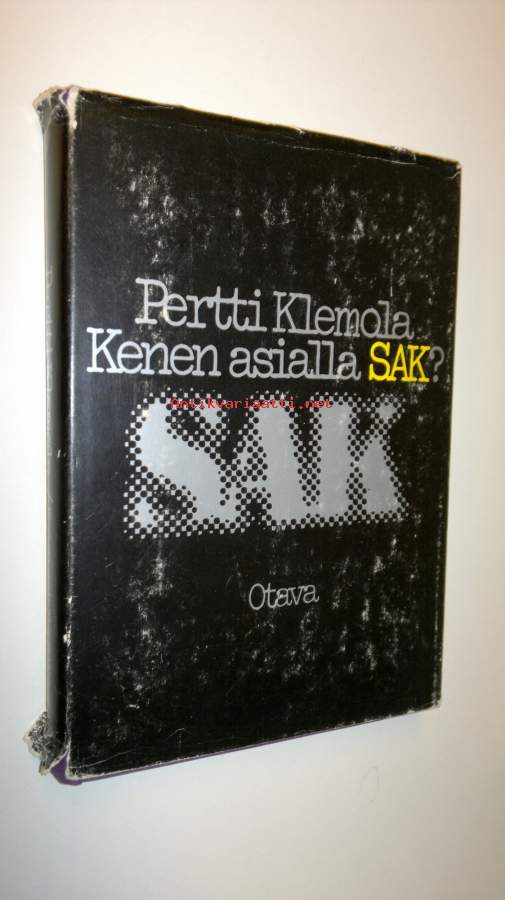 Pertti Klemola
Kenen asialla SAK?
Antikvariaatti.net
SAK
Otava